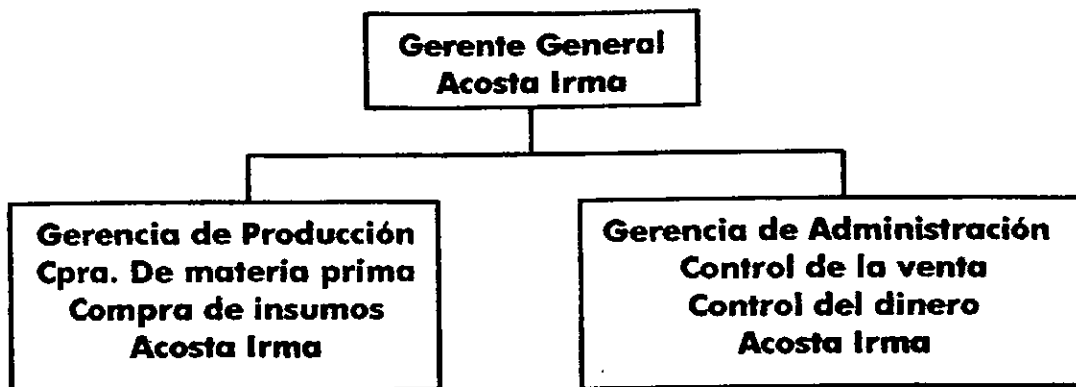 Gerente General
Acosta Irma
Gerencia de Producción
Cpra. De materia prima
Compra de insumos
Acosta Irma
Gerencia de Administración
Control de la venta
Control del dinero
Acosta Irma